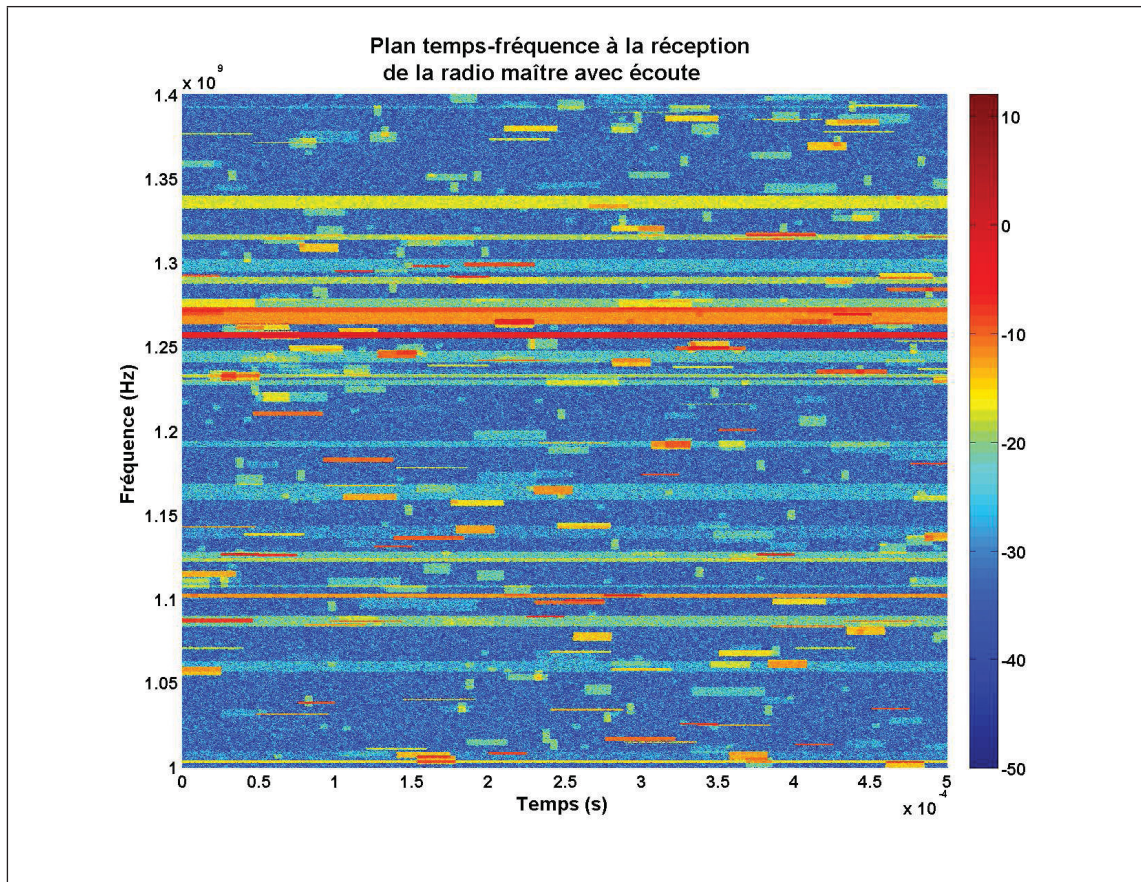 Plan temps-fréquence à la réception
de la radio maître avec écoute
x 10^9
1.4
1.35
1.3
1.25
1.2
1.15
1.1
1.05
1
Fréquence (Hz)
0 0.5 1 1.5 2 2.5 3 3.5 4 4.5 5
Temps (s)
x 10^-4
10
0
-10
-20
-30
-40
-50